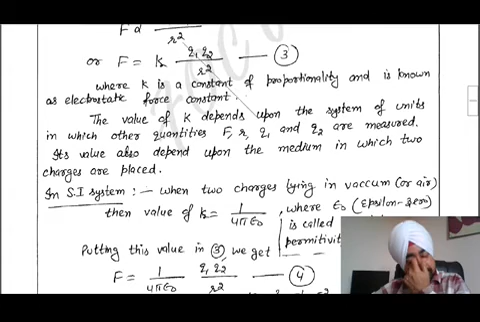 F α
r²
or F = k q₁q₂/r² — ③
where K is a constant of proportionality and is known
as electrostatic force constant.
The value of K depends upon the system of units
in which other quantities F, r, q₁ and q₂ are measured.
Its value also depend upon the medium in which two
charges are placed.
In S.I system :- When two charges lying in vaccum (or air)
then value of k = 1/4πε₀, where ε₀ (Epsilon-zero)
is called
permitivit
Putting this value in ③, we get
F = 1/4πε₀ q₁q₂/r² — ④